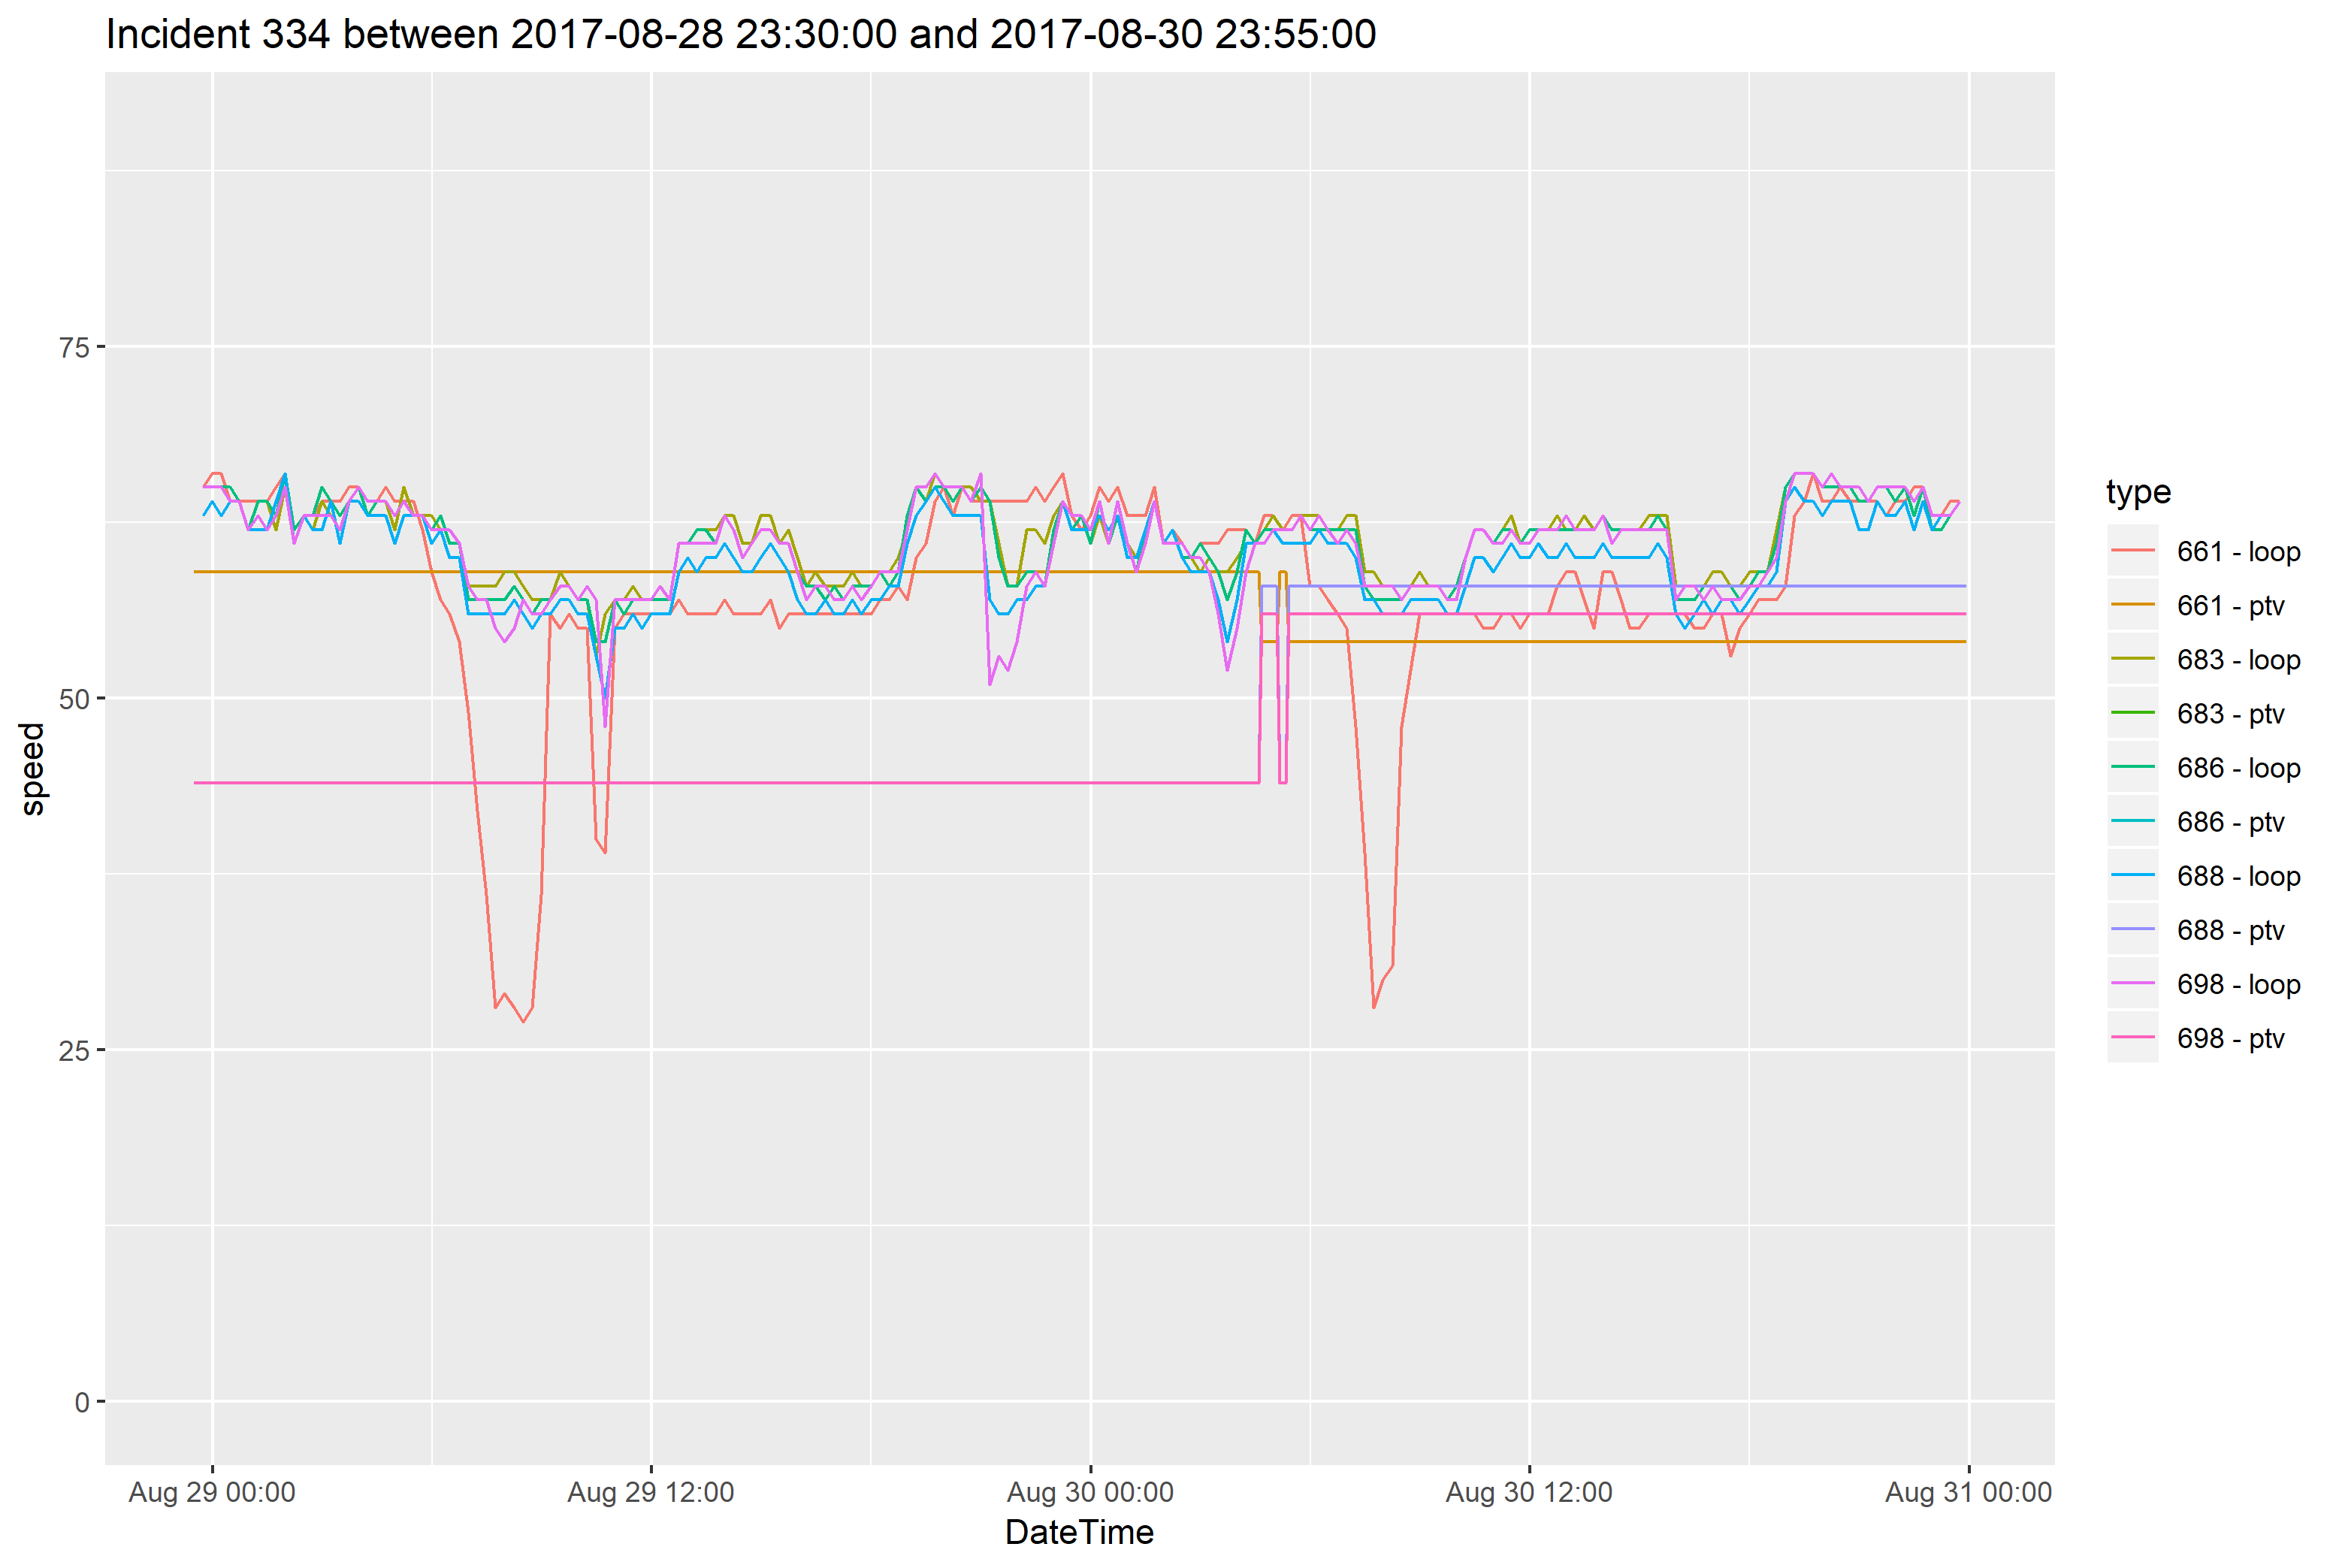 Incident 334 between 2017-08-28 23:30:00 and 2017-08-30 23:55:00
75
50
25
0
speed
Aug 29 00:00
Aug 29 12:00
Aug 30 00:00
Aug 30 12:00
Aug 31 00:00
DateTime
type
661 - loop
661 - ptv
683 - loop
683 - ptv
686 - loop
686 - ptv
688 - loop
688 - ptv
698 - loop
698 - ptv